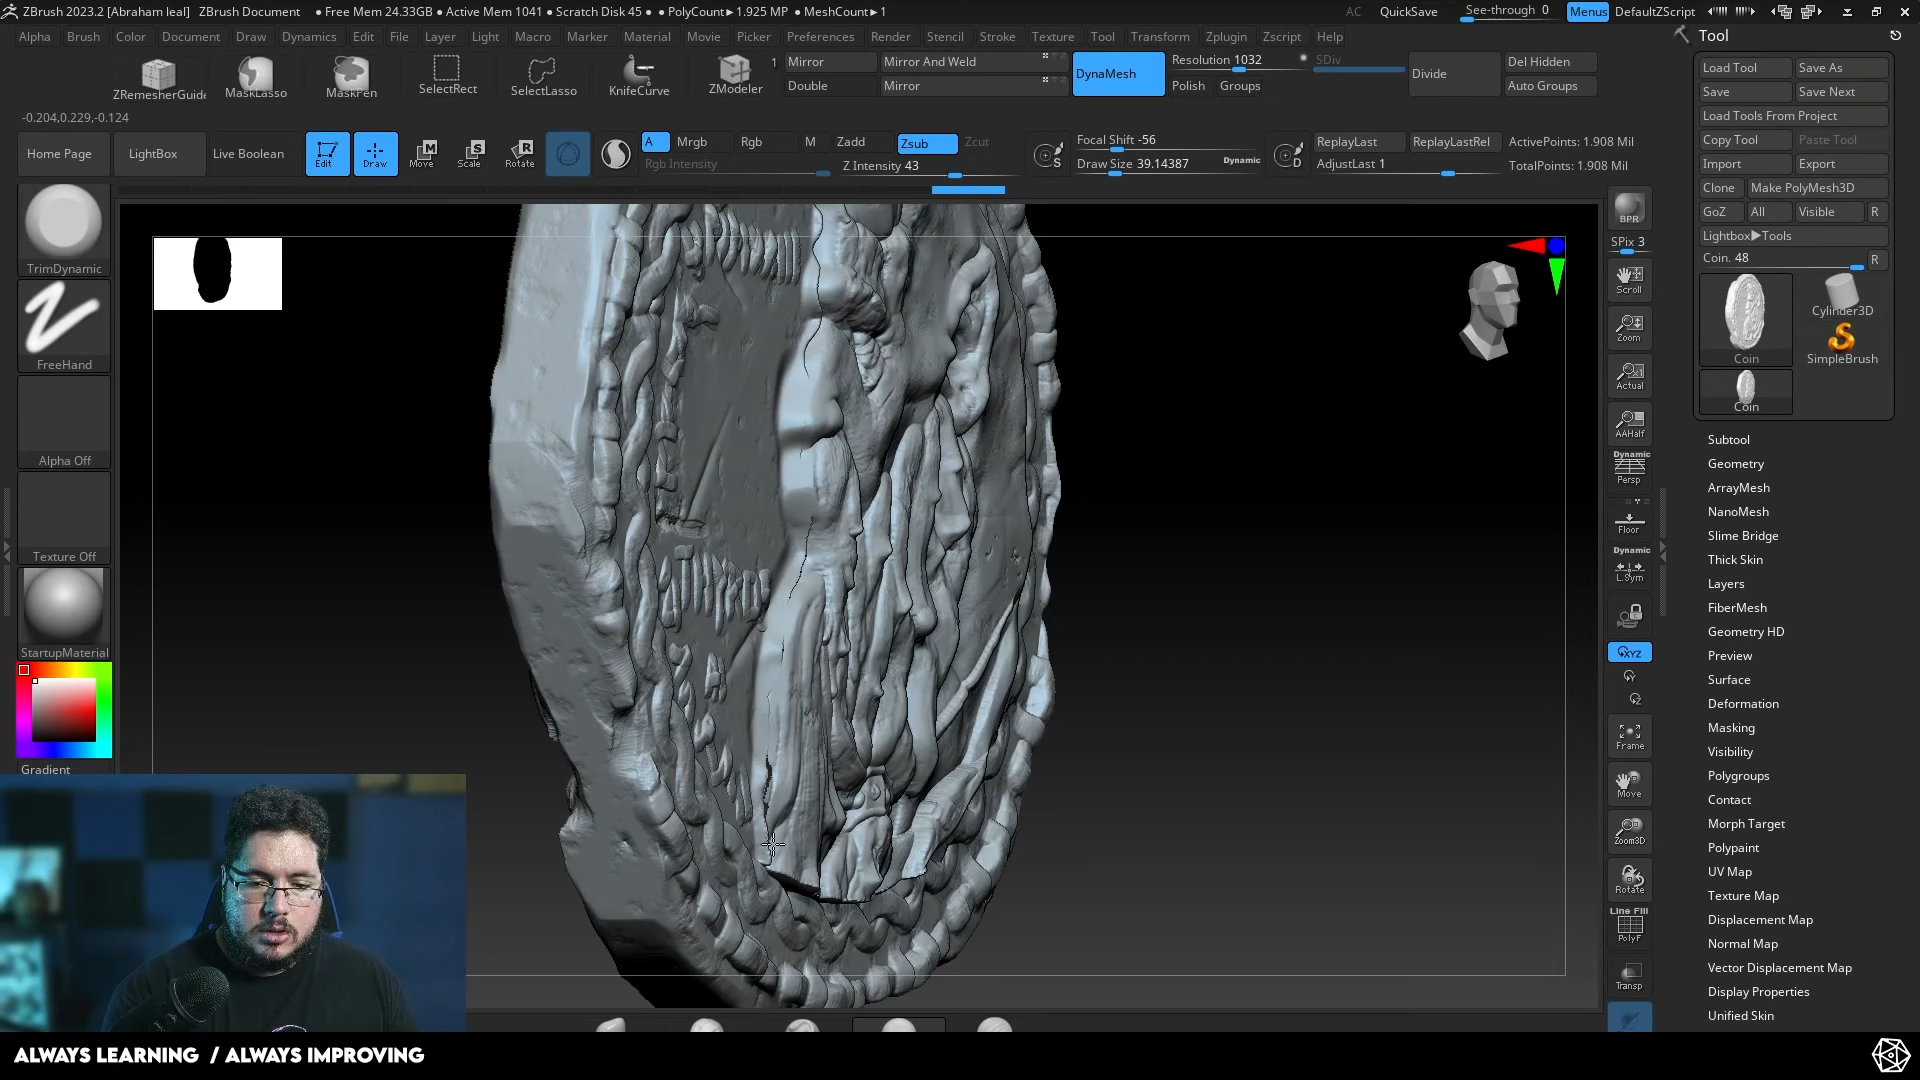 ZBrush 2023.2 [Abraham leal] ZBrush Document • Free Mem 24.33GB • Active Mem 1041 • Scratch Disk 45 • • PolyCount▸1.925 MP • MeshCount▸1
AC QuickSave See-through 0 Menus DefaultZScript
Alpha Brush Color Document Draw Dynamics Edit File Layer Light Macro Marker Material Movie Picker Preferences Render Stencil Stroke Texture Tool Transform Zplugin Zscript Help
Tool
ZRemesherGuide MaskLasso MaskPen SelectRect SelectLasso KnifeCurve ZModeler
1 Mirror Mirror And Weld DynaMesh Resolution 1032 SDiv Divide Del Hidden
Double Mirror Polish Groups Auto Groups
-0.204,0.229,-0.124
Home Page LightBox Live Boolean Edit Draw Move Scale Rotate
A Mrgb Rgb M Zadd Zsub Zcut
Rgb Intensity Z Intensity 43
Focal Shift -56
Draw Size 39.14387 Dynamic
ReplayLast ReplayLastRel ActivePoints: 1.908 Mil
AdjustLast 1 TotalPoints: 1.908 Mil
TrimDynamic
FreeHand
Alpha Off
Texture Off
StartupMaterial
Gradient
BPR
SPix 3
Scroll
Zoom
Actual
AAHalf
Dynamic
Persp
Floor
Dynamic
L.Sym
XYZ
Frame
Move
Zoom3D
Rotate
Line Fill
PolyF
Transp
Load Tool Save As
Save Save Next
Load Tools From Project
Copy Tool Paste Tool
Import Export
Clone Make PolyMesh3D
GoZ All Visible R
Lightbox▸Tools
Coin. 48 R
Coin Cylinder3D
SimpleBrush
Coin
Subtool
Geometry
ArrayMesh
NanoMesh
Slime Bridge
Thick Skin
Layers
FiberMesh
Geometry HD
Preview
Surface
Deformation
Masking
Visibility
Polygroups
Contact
Morph Target
Polypaint
UV Map
Texture Map
Displacement Map
Normal Map
Vector Displacement Map
Display Properties
Unified Skin
ALWAYS LEARNING / ALWAYS IMPROVING